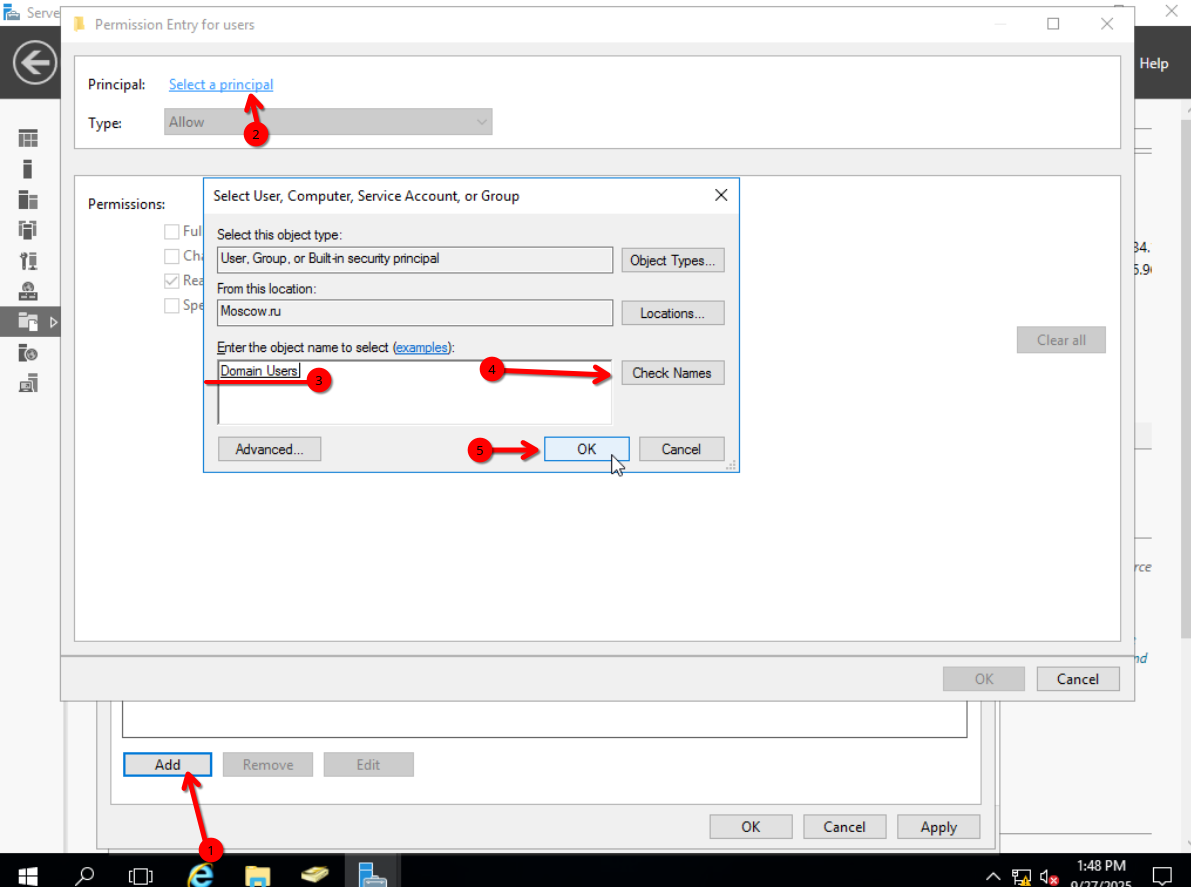 Serve
Permission Entry for users
Help
Principal:
Select a principal
Type:
Allow
2
Permissions:
Select User, Computer, Service Account, or Group
Select this object type:
User, Group, or Built-in security principal
Object Types...
From this location:
Moscow.ru
Locations...
Enter the object name to select (examples):
Domain Users
3
4
Check Names
Advanced...
5
OK
Cancel
Ful
Cha
Rea
Spe
34.
5.90
Clear all
rce
nd
OK
Cancel
Add
Remove
Edit
1
OK
Cancel
Apply
1:48 PM
9/27/2025